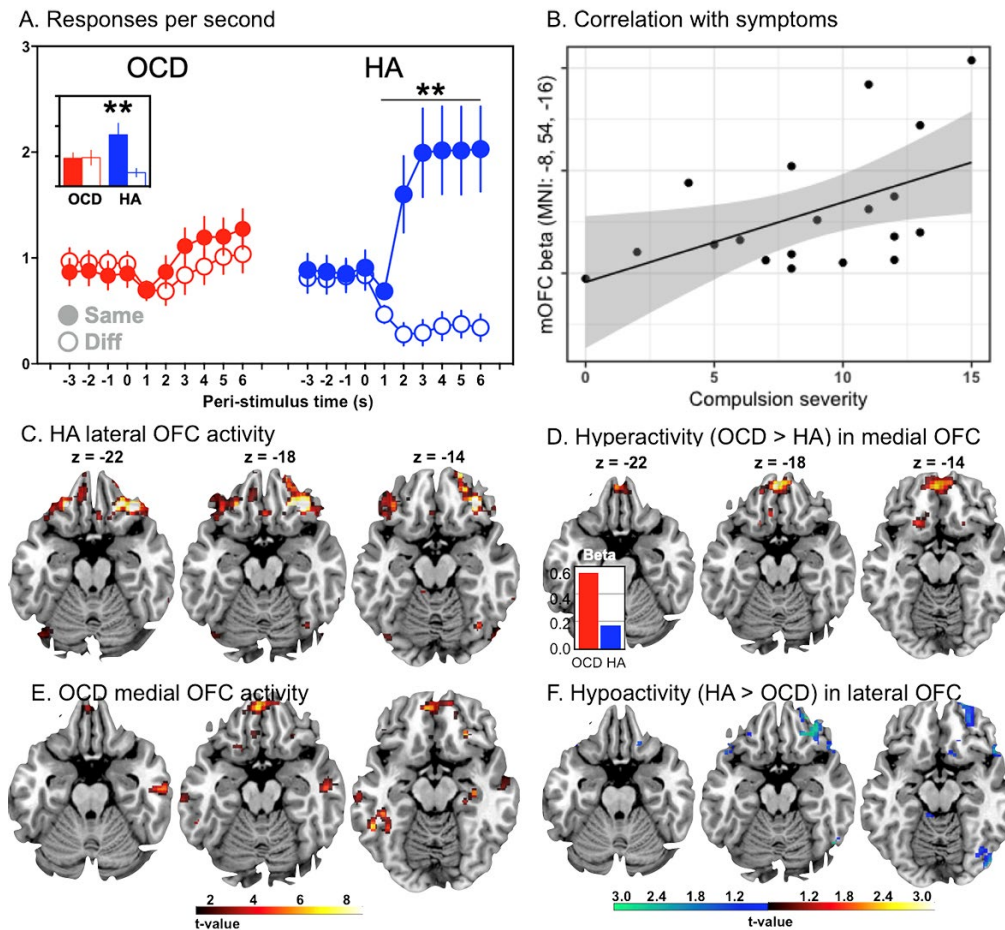 A. Responses per second
3
2
1
0
OCD
HA
**
**
OCD HA
Same
Diff
-3 -2 -1 0 1 2 3 4 5 6
-3 -2 -1 0 1 2 3 4 5 6
Peri-stimulus time (s)
B. Correlation with symptoms
mOFC beta (MNI: -8, 54, -16)
0 5 10 15
Compulsion severity
C. HA lateral OFC activity
z = -22 z = -18 z = -14
D. Hyperactivity (OCD > HA) in medial OFC
z = -22 z = -18 z = -14
Beta
0.6
0.4
0.2
0.0
OCD HA
E. OCD medial OFC activity
2 4 6 8
t-value
F. Hypoactivity (HA > OCD) in lateral OFC
3.0 2.4 1.8 1.2 1.2 1.8 2.4 3.0
t-value